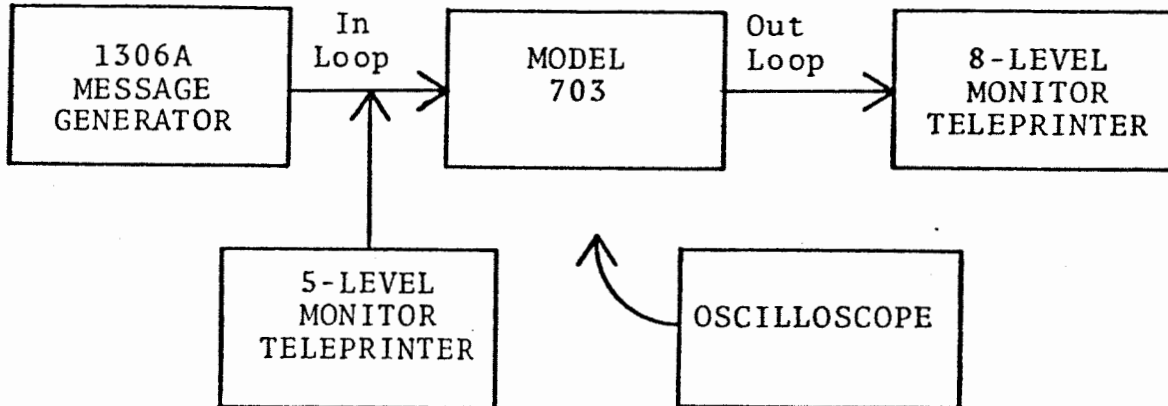 1306A
MESSAGE
GENERATOR
In
Loop
MODEL
703
Out
Loop
8-LEVEL
MONITOR
TELEPRINTER
5-LEVEL
MONITOR
TELEPRINTER
OSCILLOSCOPE